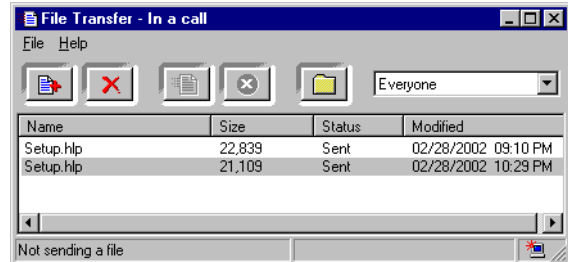 File Transfer - In a call
File Help
Everyone
Name Size Status Modified
Setup.hlp 22,839 Sent 02/28/2002 09:10 PM
Setup.hlp 21,109 Sent 02/28/2002 10:29 PM
Not sending a file